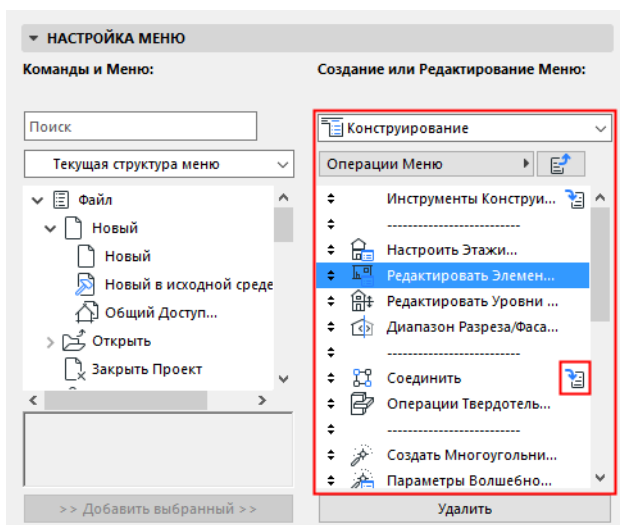 НАСТРОЙКА МЕНЮ
Команды и Меню:
Поиск
Текущая структура меню
Файл
Новый
Новый
Новый в исходной среде
Общий Доступ...
Открыть
Закрыть Проект
>> Добавить выбранный >>
Создание или Редактирование Меню:
Конструирование
Операции Меню
Инструменты Конструи...
--------------------------
Настроить Этажи...
Редактировать Элемен...
Редактировать Уровни ...
Диапазон Разреза/Фаса...
--------------------------
Соединить
Операции Твердотель...
--------------------------
Создать Многоугольни...
Параметры Волшебно...
Удалить